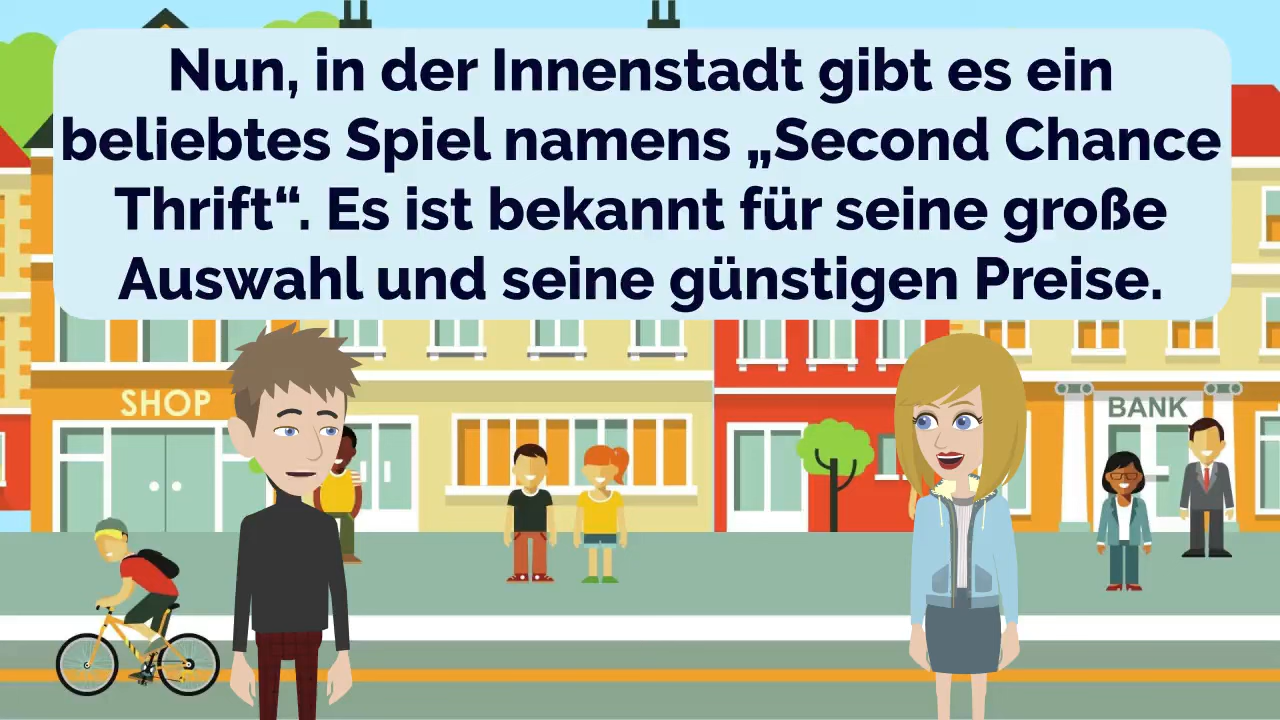 Nun, in der Innenstadt gibt es ein
beliebtes Spiel namens „Second Chance
Thrift“. Es ist bekannt für seine große
Auswahl und seine günstigen Preise.
SHOP
BANK